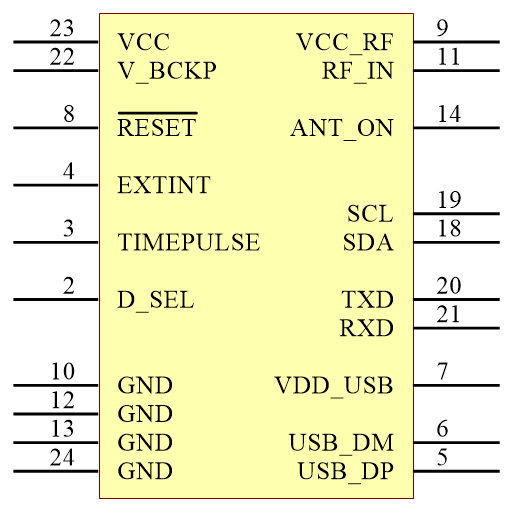 23 VCC VCC_RF 9
22 V_BCKP RF_IN 11
8 RESET ANT_ON 14
4 EXTINT
SCL 19
3 TIMEPULSE SDA 18
2 D_SEL TXD 20
RXD 21
10 GND VDD_USB 7
12 GND
13 GND USB_DM 6
24 GND USB_DP 5